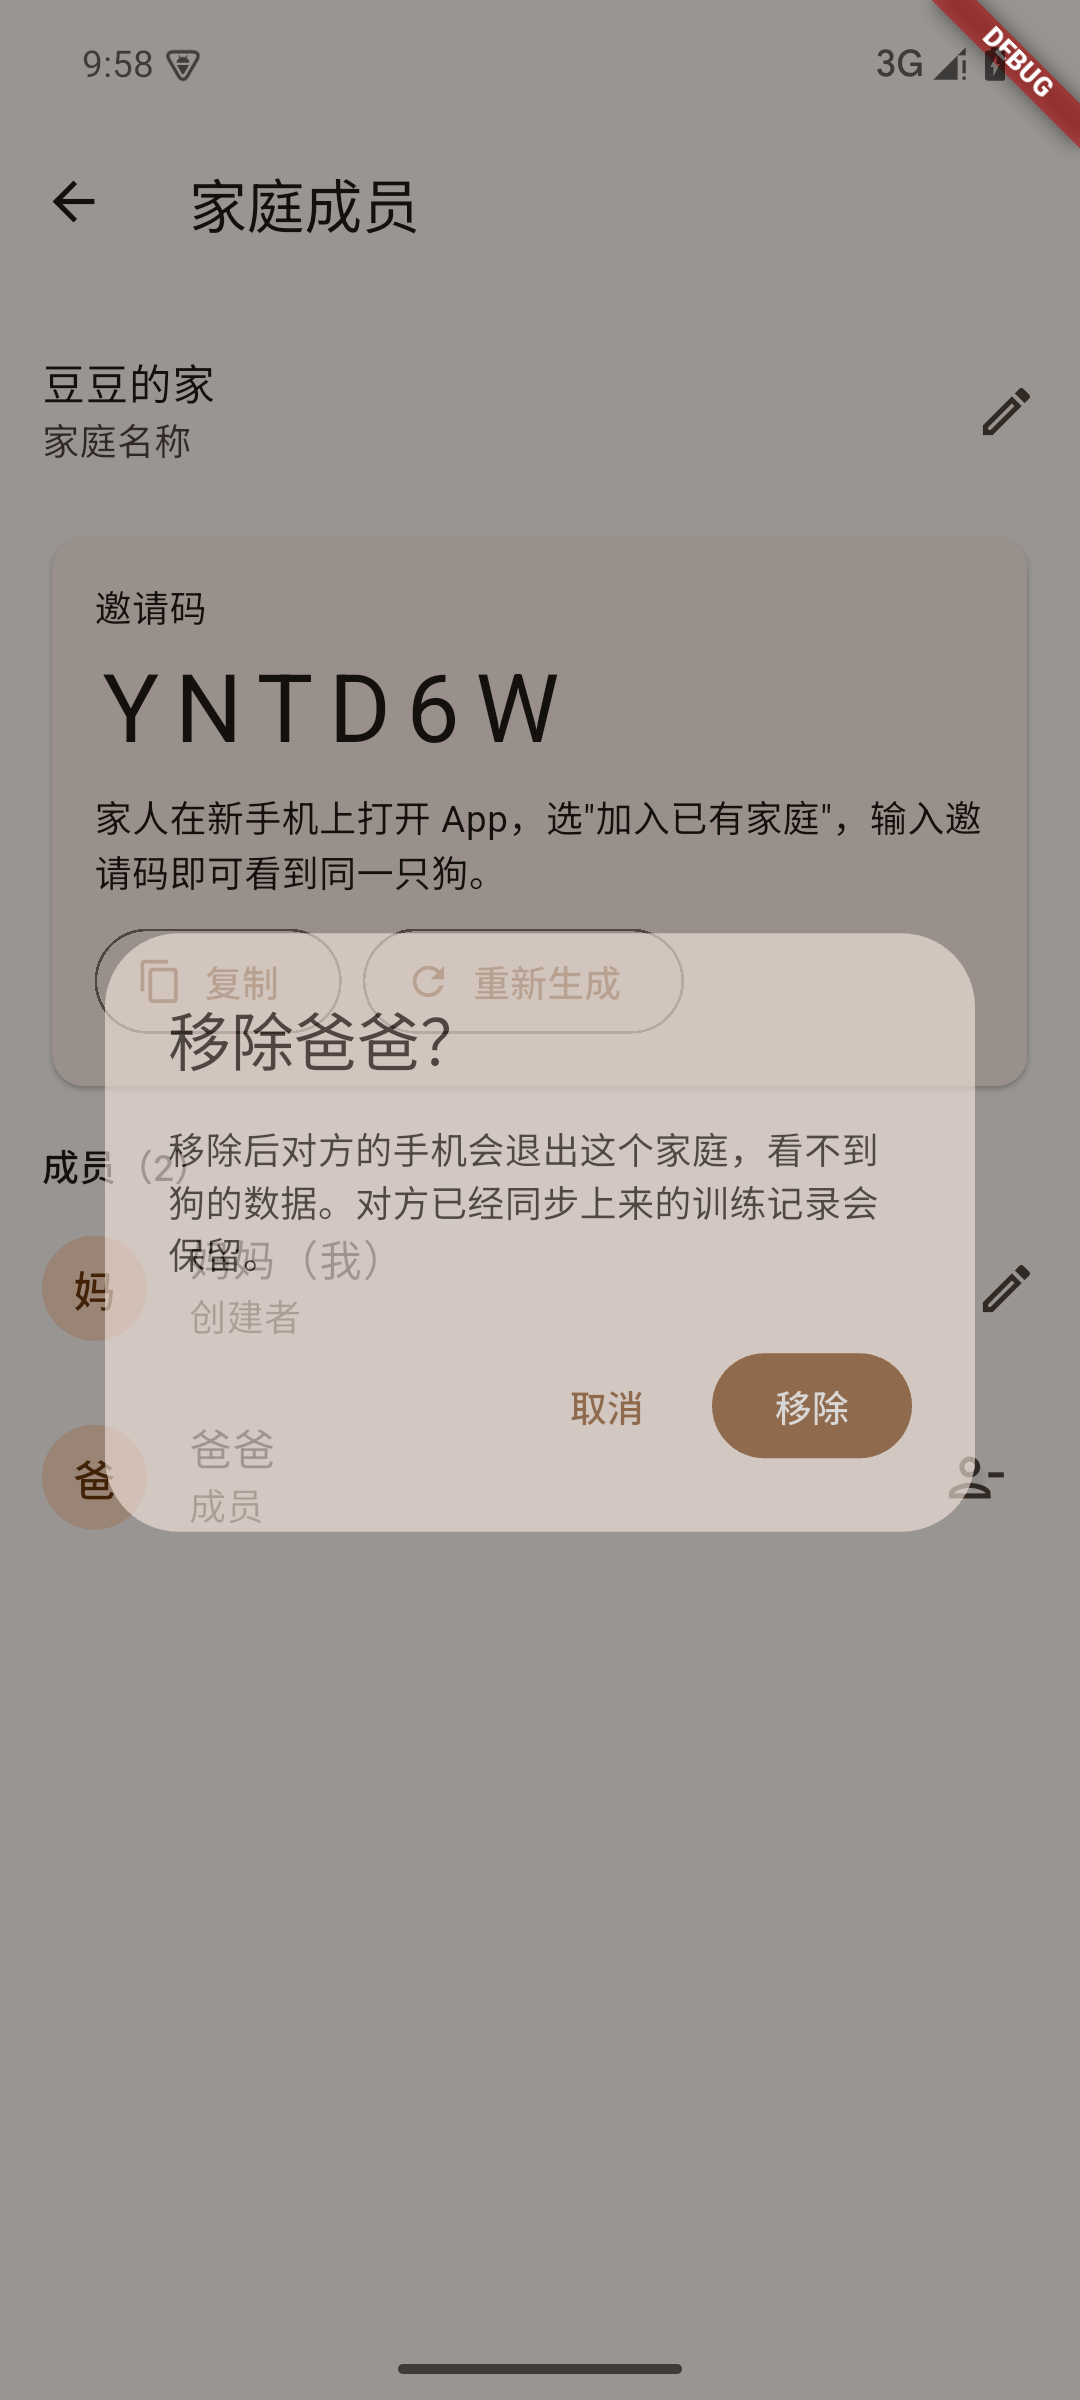 9:58
3G
DEBUG
家庭成员
豆豆的家
家庭名称
邀请码
YNTD6W
家人在新手机上打开 App，选"加入已有家庭"，输入邀
请码即可看到同一只狗。
复制
重新生成
移除爸爸？
移除后对方的手机会退出这个家庭，看不到
狗的数据。对方已经同步上来的训练记录会
保留。
取消
移除
成员（2）
妈
妈妈（我）
创建者
爸
爸爸
成员